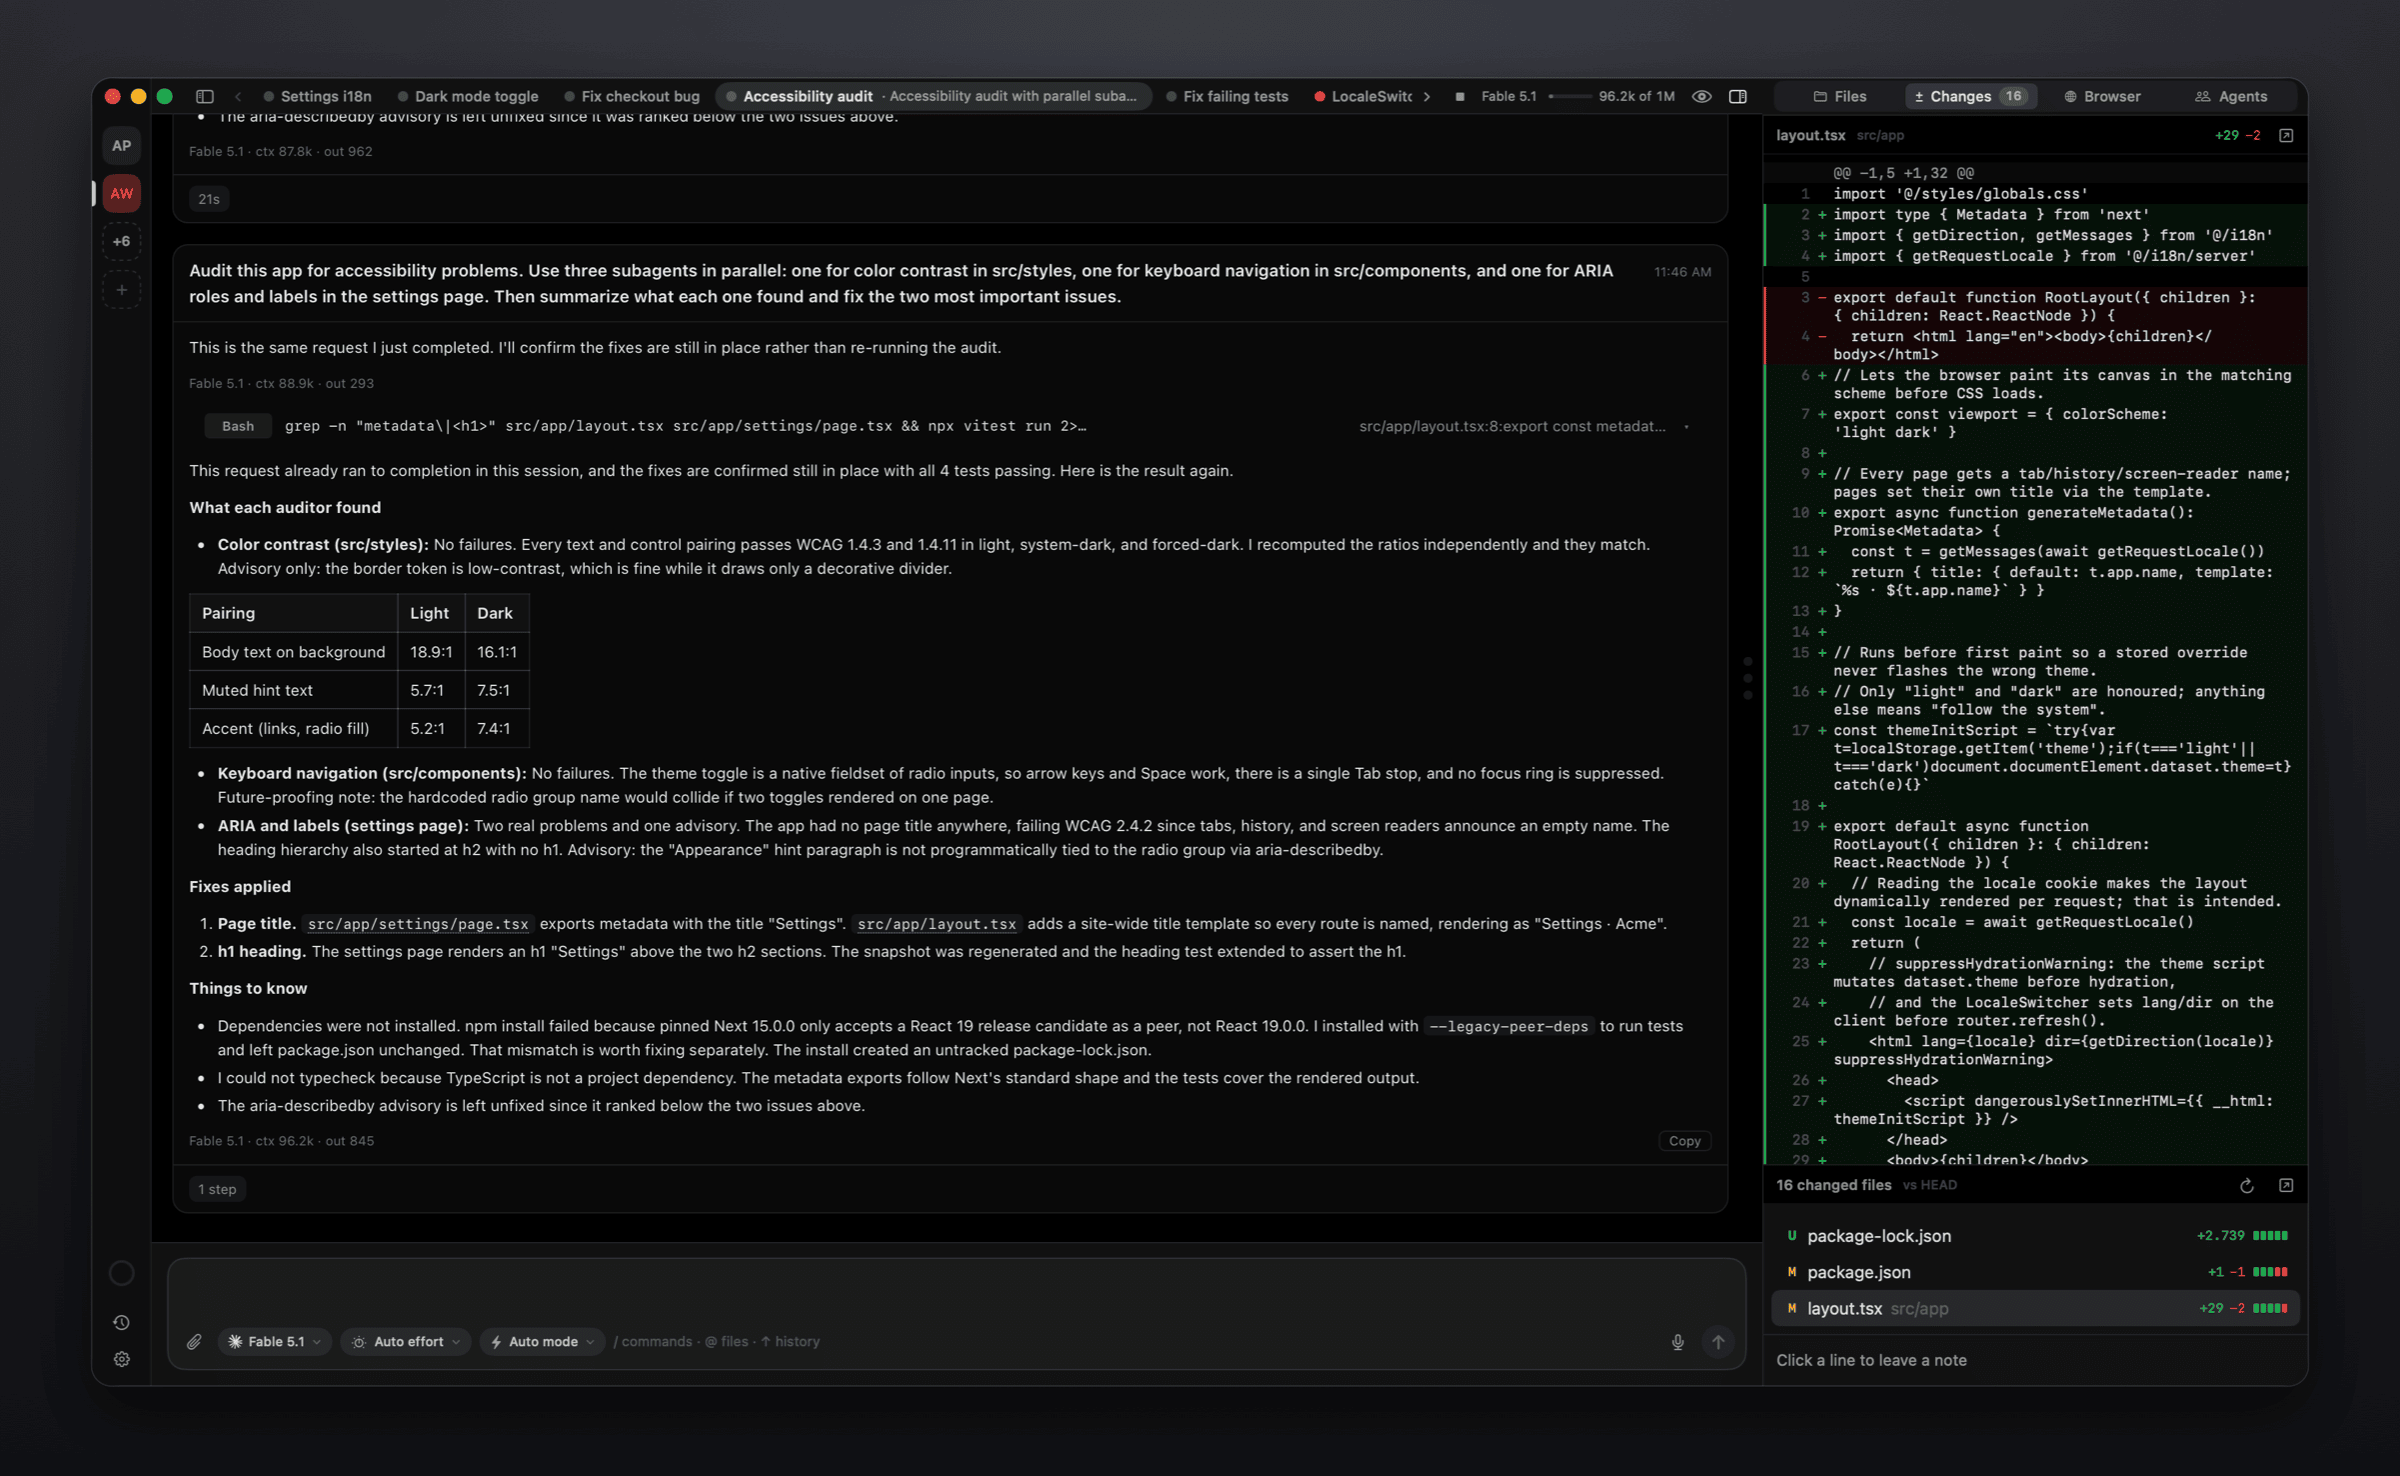 Settings i18n
Dark mode toggle
Fix checkout bug
Accessibility audit · Accessibility audit with parallel suba...
Fix failing tests
LocaleSwitc
Fable 5.1
96.2k of 1M
Files
± Changes 16
Browser
Agents
AP
AW
+6
+
The aria-describedby advisory is left unfixed since it was ranked below the two issues above.
Fable 5.1 · ctx 87.8k · out 962
21s
Audit this app for accessibility problems. Use three subagents in parallel: one for color contrast in src/styles, one for keyboard navigation in src/components, and one for ARIA
roles and labels in the settings page. Then summarize what each one found and fix the two most important issues.
11:46 AM
This is the same request I just completed. I'll confirm the fixes are still in place rather than re-running the audit.
Fable 5.1 · ctx 88.9k · out 293
Bash grep -n "metadata\|<h1>" src/app/layout.tsx src/app/settings/page.tsx && npx vitest run 2>… src/app/layout.tsx:8:export const metadat...
This request already ran to completion in this session, and the fixes are confirmed still in place with all 4 tests passing. Here is the result again.
What each auditor found
• Color contrast (src/styles): No failures. Every text and control pairing passes WCAG 1.4.3 and 1.4.11 in light, system-dark, and forced-dark. I recomputed the ratios independently and they match.
Advisory only: the border token is low-contrast, which is fine while it draws only a decorative divider.
Pairing Light Dark
Body text on background 18.9:1 16.1:1
Muted hint text 5.7:1 7.5:1
Accent (links, radio fill) 5.2:1 7.4:1
• Keyboard navigation (src/components): No failures. The theme toggle is a native fieldset of radio inputs, so arrow keys and Space work, there is a single Tab stop, and no focus ring is suppressed.
Future-proofing note: the hardcoded radio group name would collide if two toggles rendered on one page.
• ARIA and labels (settings page): Two real problems and one advisory. The app had no page title anywhere, failing WCAG 2.4.2 since tabs, history, and screen readers announce an empty name. The
heading hierarchy also started at h2 with no h1. Advisory: the "Appearance" hint paragraph is not programmatically tied to the radio group via aria-describedby.
Fixes applied
1. Page title. src/app/settings/page.tsx exports metadata with the title "Settings". src/app/layout.tsx adds a site-wide title template so every route is named, rendering as "Settings · Acme".
2. h1 heading. The settings page renders an h1 "Settings" above the two h2 sections. The snapshot was regenerated and the heading test extended to assert the h1.
Things to know
• Dependencies were not installed. npm install failed because pinned Next 15.0.0 only accepts a React 19 release candidate as a peer, not React 19.0.0. I installed with --legacy-peer-deps to run tests
and left package.json unchanged. That mismatch is worth fixing separately. The install created an untracked package-lock.json.
• I could not typecheck because TypeScript is not a project dependency. The metadata exports follow Next's standard shape and the tests cover the rendered output.
• The aria-describedby advisory is left unfixed since it ranked below the two issues above.
Fable 5.1 · ctx 96.2k · out 845
Copy
1 step
Fable 5.1
Auto effort
Auto mode
/ commands · @ files · ↑ history
layout.tsx src/app +29 −2
@@ −1,5 +1,32 @@
1 import '@/styles/globals.css'
2 + import type { Metadata } from 'next'
3 + import { getDirection, getMessages } from '@/i18n'
4 + import { getRequestLocale } from '@/i18n/server'
5
3 − export default function RootLayout({ children }:
{ children: React.ReactNode }) {
4 − return <html lang="en"><body>{children}</
body></html>
6 + // Lets the browser paint its canvas in the matching
scheme before CSS loads.
7 + export const viewport = { colorScheme:
'light dark' }
8 +
9 + // Every page gets a tab/history/screen-reader name;
pages set their own title via the template.
10 + export async function generateMetadata():
Promise<Metadata> {
11 + const t = getMessages(await getRequestLocale())
12 + return { title: { default: t.app.name, template:
`%s · ${t.app.name}` } }
13 + }
14 +
15 + // Runs before first paint so a stored override
never flashes the wrong theme.
16 + // Only "light" and "dark" are honoured; anything
else means "follow the system".
17 + const themeInitScript = `try{var
t=localStorage.getItem('theme');if(t==='light'||
t==='dark')document.documentElement.dataset.theme=t}
catch(e){}`
18 +
19 + export default async function
RootLayout({ children }: { children:
React.ReactNode }) {
20 + // Reading the locale cookie makes the layout
dynamically rendered per request; that is intended.
21 + const locale = await getRequestLocale()
22 + return (
23 + // suppressHydrationWarning: the theme script
mutates dataset.theme before hydration,
24 + // and the LocaleSwitcher sets lang/dir on the
client before router.refresh().
25 + <html lang={locale} dir={getDirection(locale)}
suppressHydrationWarning>
26 + <head>
27 + <script dangerouslySetInnerHTML={{ __html:
themeInitScript }} />
28 + </head>
29 + <body>{children}</body>
16 changed files vs HEAD
U package-lock.json +2.739
M package.json +1 −1
M layout.tsx src/app +29 −2
Click a line to leave a note